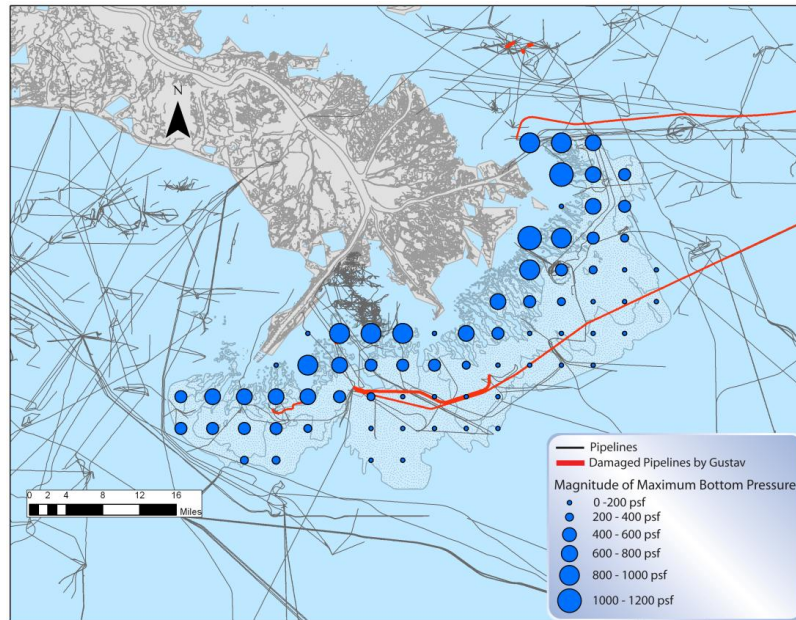 N
0 2 4 8 12 16
Miles
Pipelines
Damaged Pipelines by Gustav
Magnitude of Maximum Bottom Pressure
0 -200 psf
200 - 400 psf
400 - 600 psf
600 - 800 psf
800 - 1000 psf
1000 - 1200 psf